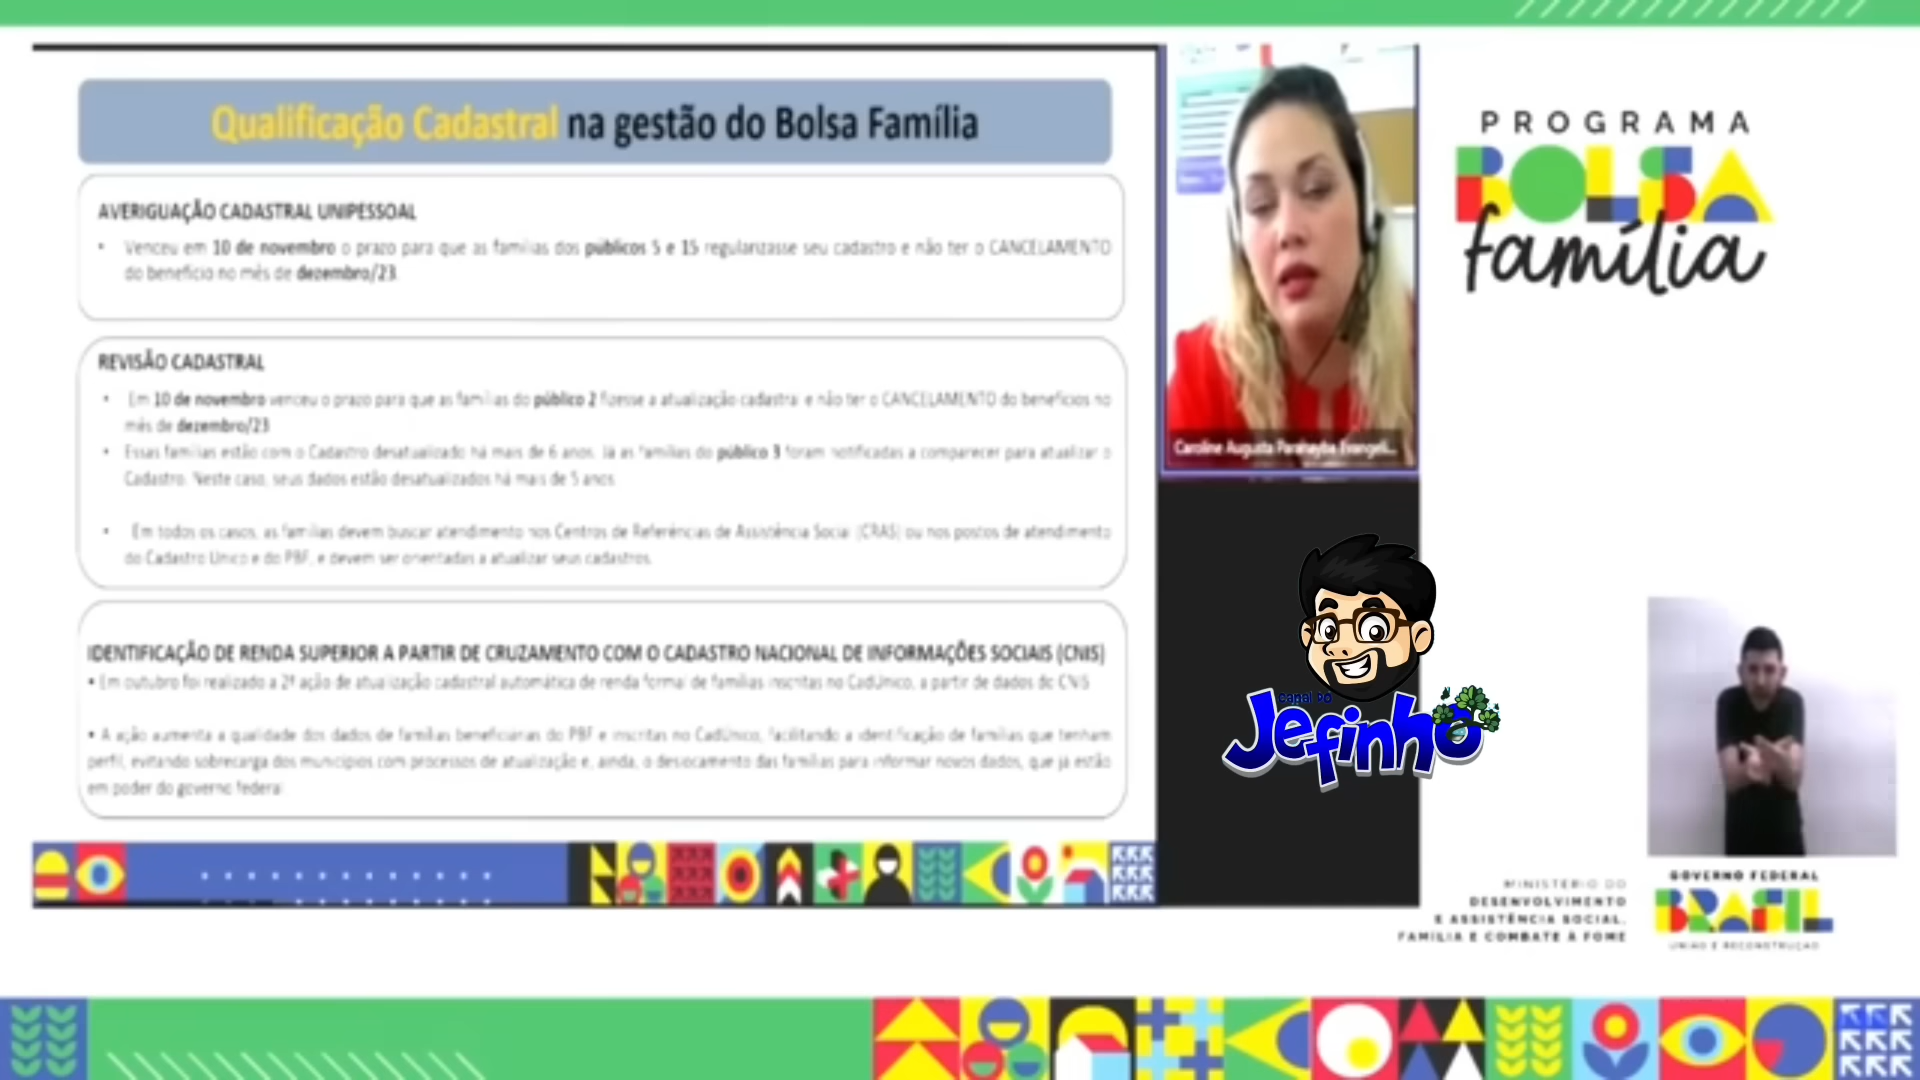 Qualificação Cadastral na gestão do Bolsa Família
AVERIGUAÇÃO CADASTRAL UNIPESSOAL
• Venceu em 10 de novembro o prazo para que as famílias dos públicos 5 e 15 regularizasse seu cadastro e não ter o CANCELAMENTO
do benefício no mês de dezembro/23.
REVISÃO CADASTRAL
• Em 10 de novembro venceu o prazo para que as famílias do público 2 fizesse a atualização cadastral e não ter o CANCELAMENTO do benefícios no
mês de dezembro/23
• Essas famílias estão com o Cadastro desatualizado há mais de 6 anos. Já as famílias do público 3 foram notificadas a comparecer para atualizar o
Cadastro. Neste caso, seus dados estão desatualizados há mais de 5 anos.
• Em todos os casos, as famílias devem buscar atendimento nos Centros de Referências de Assistência Social (CRAS) ou nos postos de atendimento
do Cadastro Único e do PBF, e devem ser orientadas a atualizar seus cadastros.
IDENTIFICAÇÃO DE RENDA SUPERIOR A PARTIR DE CRUZAMENTO COM O CADASTRO NACIONAL DE INFORMAÇÕES SOCIAIS (CNIS)
• Em outubro foi realizado a 2ª ação de atualização cadastral automática de renda formal de famílias inscritas no CadÚnico, a partir de dados do CNIS
• A ação aumenta a qualidade dos dados de famílias beneficiárias do PBF e inscritas no CadÚnico, facilitando a identificação de famílias que tenham
perfil, evitando sobrecarga dos municípios com processos de atualização e, ainda, o deslocamento das famílias para informar novos dados, que já estão
em poder do governo federal
Caroline Augusta Paranayba Evangeli...
PROGRAMA
BOLSA
família
canal do
Jefinho
MINISTÉRIO DO
DESENVOLVIMENTO
E ASSISTÊNCIA SOCIAL,
FAMÍLIA E COMBATE À FOME
GOVERNO FEDERAL
BRASIL
UNIÃO E RECONSTRUÇÃO